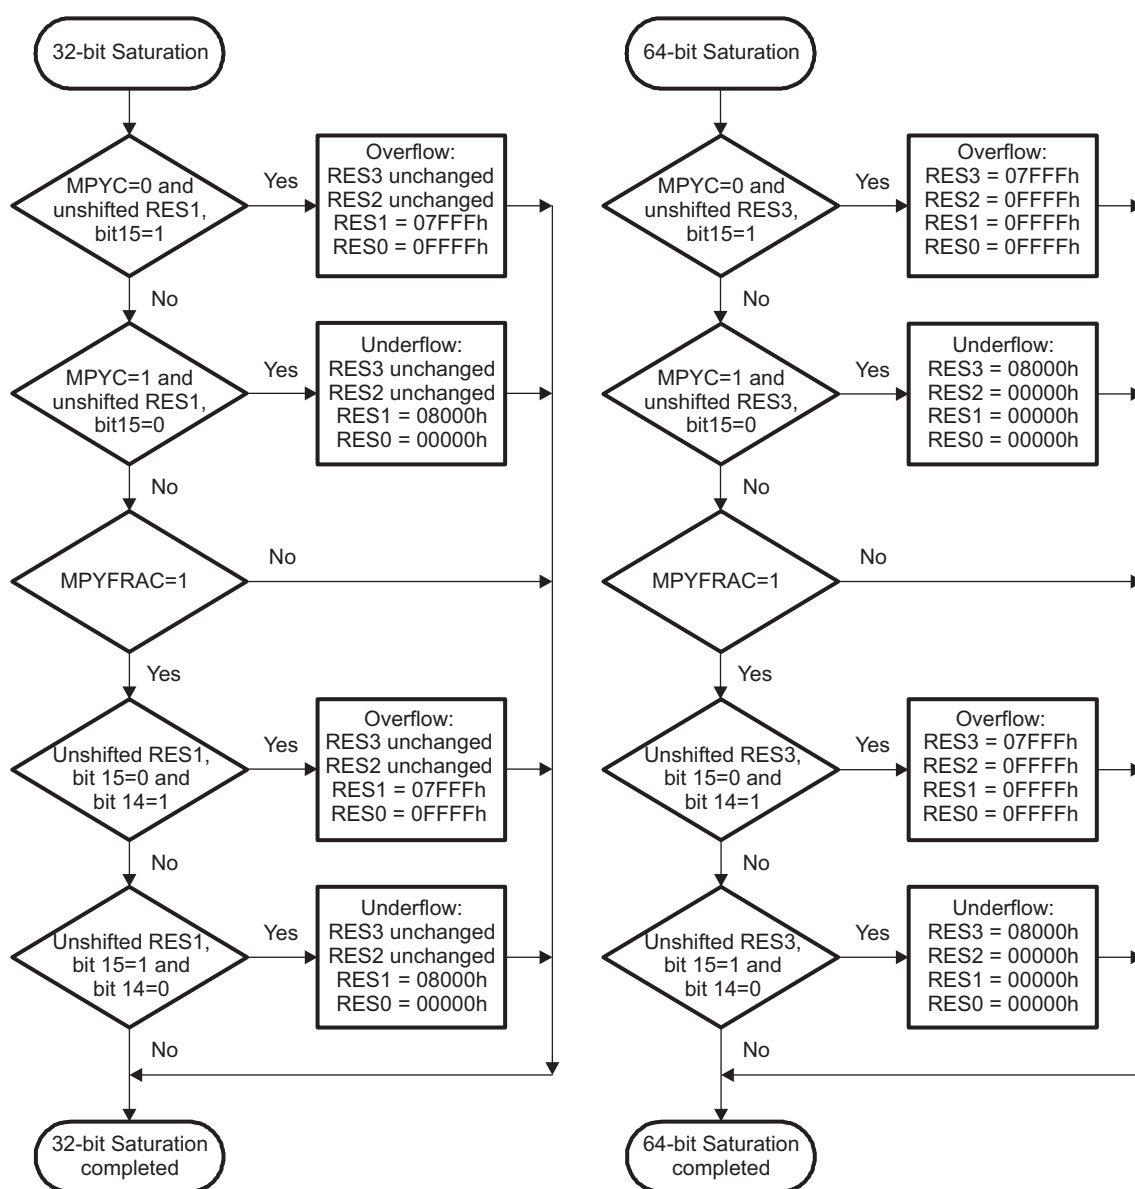 32-bit Saturation
MPYC=0 and
unshifted RES1,
bit15=1
Yes
Overflow:
RES3 unchanged
RES2 unchanged
RES1 = 07FFFh
RES0 = 0FFFFh
No
MPYC=1 and
unshifted RES1,
bit15=0
Yes
Underflow:
RES3 unchanged
RES2 unchanged
RES1 = 08000h
RES0 = 00000h
No
MPYFRAC=1
No
Yes
Unshifted RES1,
bit 15=0 and
bit 14=1
Yes
Overflow:
RES3 unchanged
RES2 unchanged
RES1 = 07FFFh
RES0 = 0FFFFh
No
Unshifted RES1,
bit 15=1 and
bit 14=0
Yes
Underflow:
RES3 unchanged
RES2 unchanged
RES1 = 08000h
RES0 = 00000h
No
32-bit Saturation
completed
64-bit Saturation
MPYC=0 and
unshifted RES3,
bit15=1
Yes
Overflow:
RES3 = 07FFFh
RES2 = 0FFFFh
RES1 = 0FFFFh
RES0 = 0FFFFh
No
MPYC=1 and
unshifted RES3,
bit15=0
Yes
Underflow:
RES3 = 08000h
RES2 = 00000h
RES1 = 00000h
RES0 = 00000h
No
MPYFRAC=1
No
Yes
Unshifted RES3,
bit 15=0 and
bit 14=1
Yes
Overflow:
RES3 = 07FFFh
RES2 = 0FFFFh
RES1 = 0FFFFh
RES0 = 0FFFFh
No
Unshifted RES3,
bit 15=1 and
bit 14=0
Yes
Underflow:
RES3 = 08000h
RES2 = 00000h
RES1 = 00000h
RES0 = 00000h
No
64-bit Saturation
completed